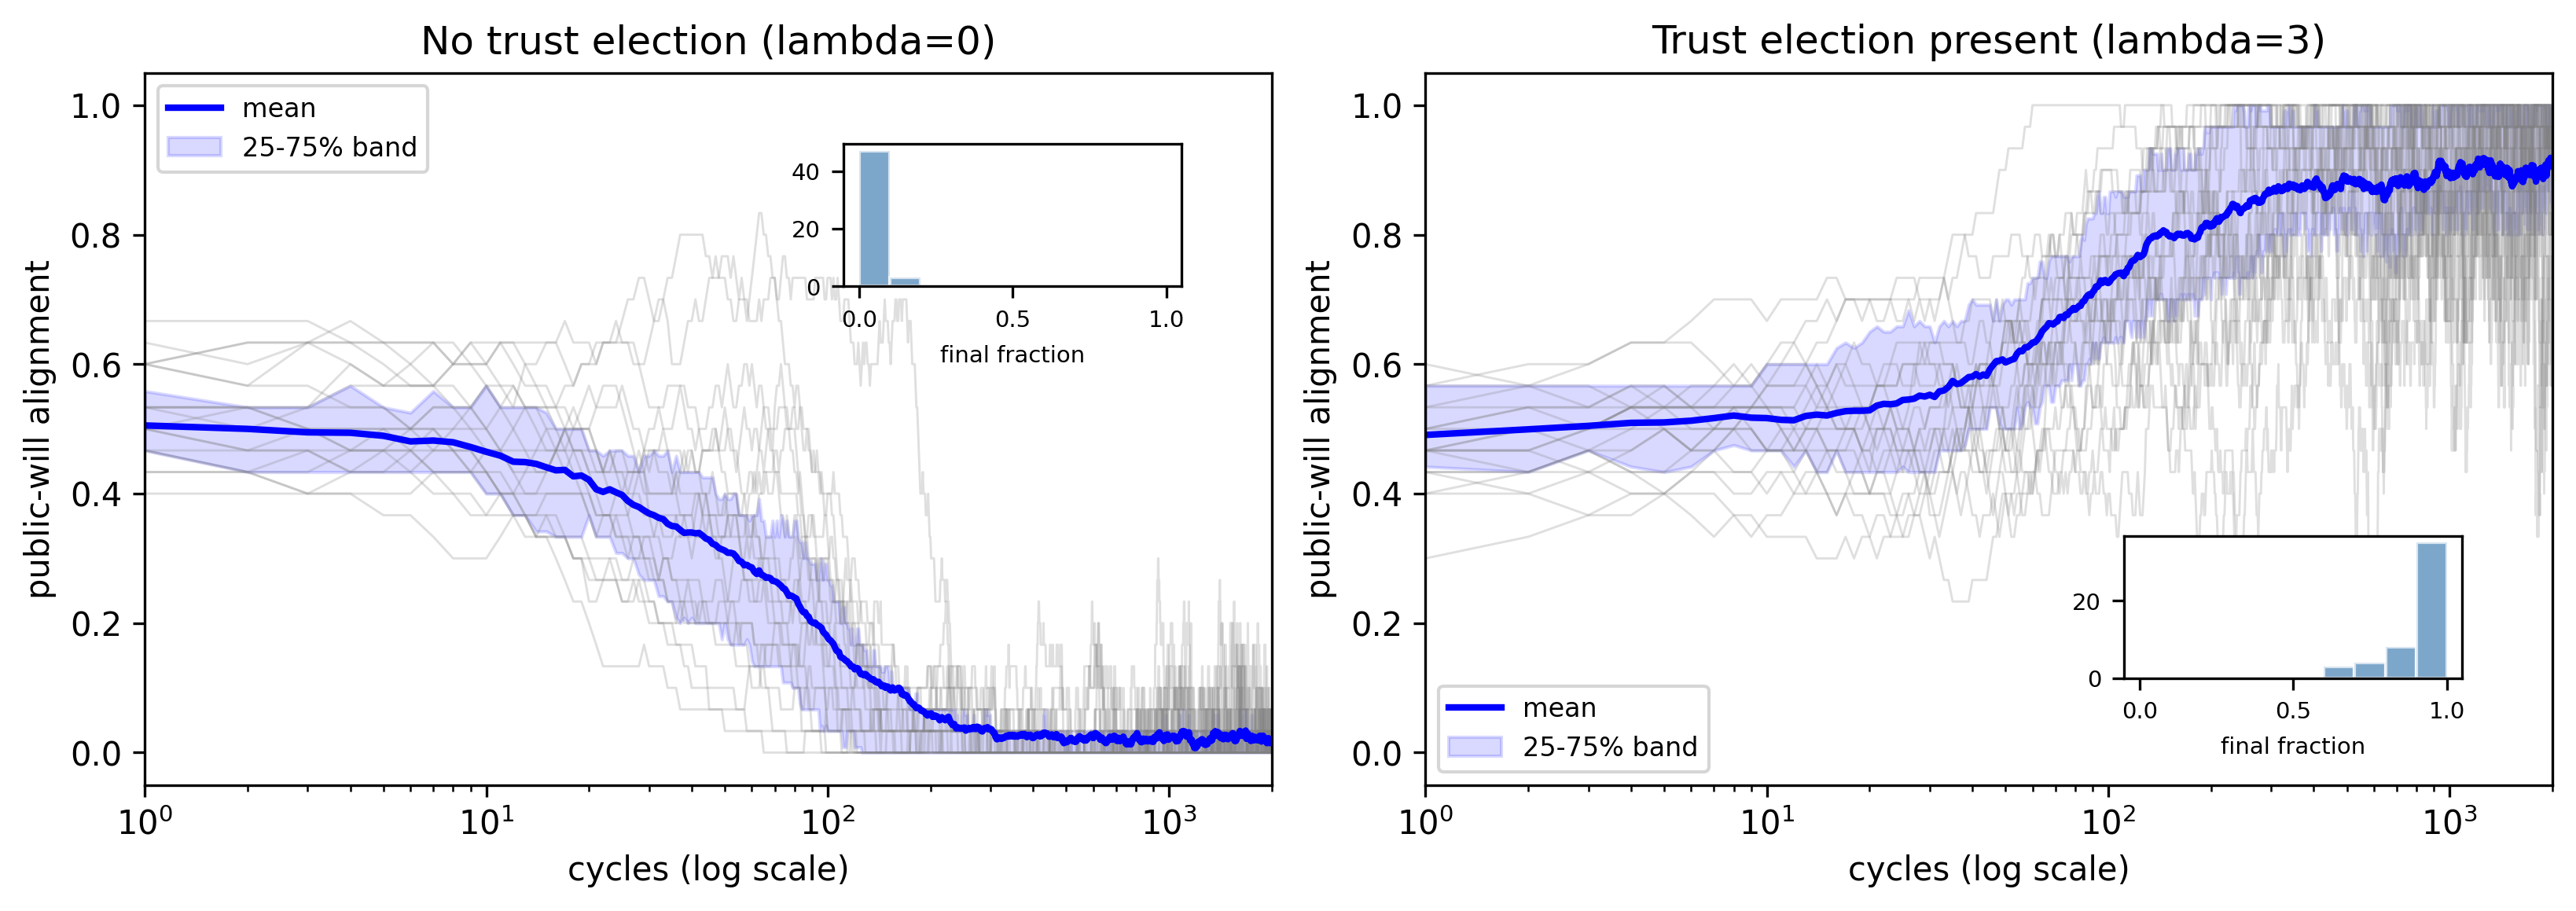 No trust election (lambda=0)
mean
25-75% band
1.0
0.8
0.6
0.4
0.2
0.0
public-will alignment
40
20
0
0.0 0.5 1.0
final fraction
10⁰ 10¹ 10² 10³
cycles (log scale)
Trust election present (lambda=3)
1.0
0.8
0.6
0.4
0.2
0.0
public-will alignment
20
0
0.0 0.5 1.0
final fraction
mean
25-75% band
10⁰ 10¹ 10² 10³
cycles (log scale)